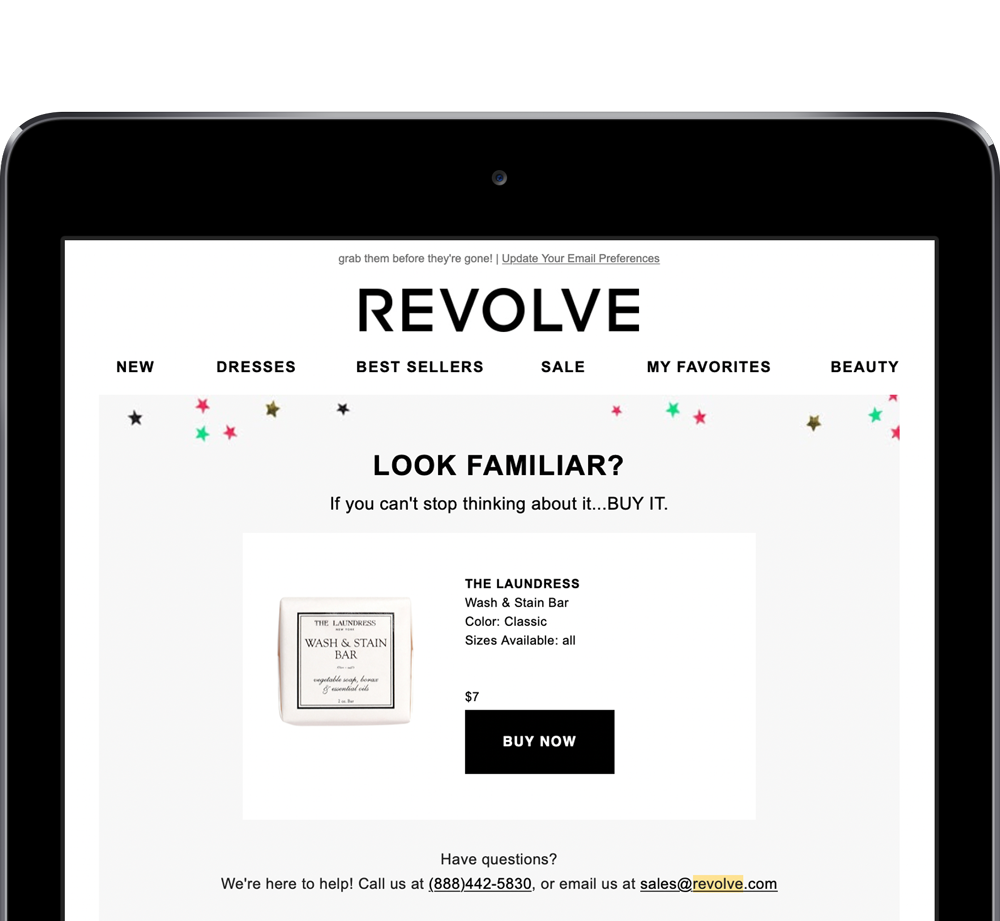 grab them before they're gone! | Update Your Email Preferences
REVOLVE
NEW DRESSES BEST SELLERS SALE MY FAVORITES BEAUTY
LOOK FAMILIAR?
If you can't stop thinking about it...BUY IT.
THE LAUNDRESS
NEW YORK
WASH & STAIN
BAR
vegetable soap, borax
& essential oils
2 oz. Bar
THE LAUNDRESS
Wash & Stain Bar
Color: Classic
Sizes Available: all
$7
BUY NOW
Have questions?
We're here to help! Call us at (888)442-5830, or email us at sales@revolve.com